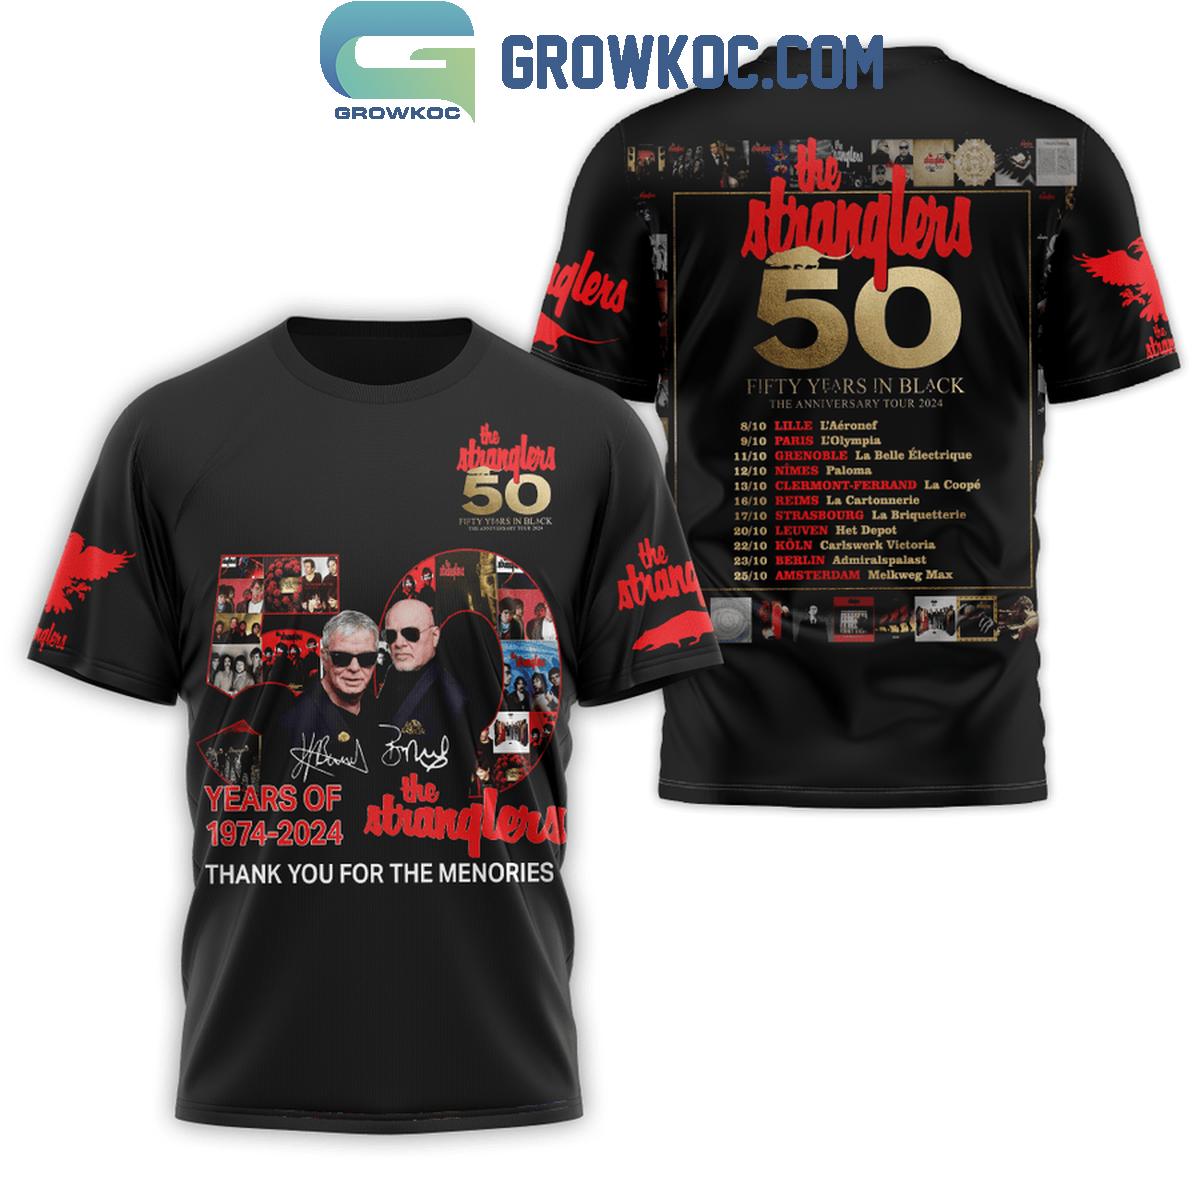 GROWKOC
GROWKOC.COM
the
stranglers
50
FIFTY YEARS IN BLACK
THE ANNIVERSARY TOUR 2024
8/10 LILLE L'Aéronef
9/10 PARIS L'Olympia
11/10 GRENOBLE La Belle Électrique
12/10 NÎMES Paloma
13/10 CLERMONT-FERRAND La Coopé
16/10 REIMS La Cartonnerie
17/10 STRASBOURG La Briquetterie
20/10 LEUVEN Het Depot
22/10 KÖLN Carlswerk Victoria
23/10 BERLIN Admiralspalast
25/10 AMSTERDAM Melkweg Max
nglers
the
stran
the
stranglers
50
FIFTY YEARS IN BLACK
THE ANNIVERSARY TOUR 2024
50
YEARS OF
1974-2024
the
stranglers
THANK YOU FOR THE MENORIES
nglers
the
strang